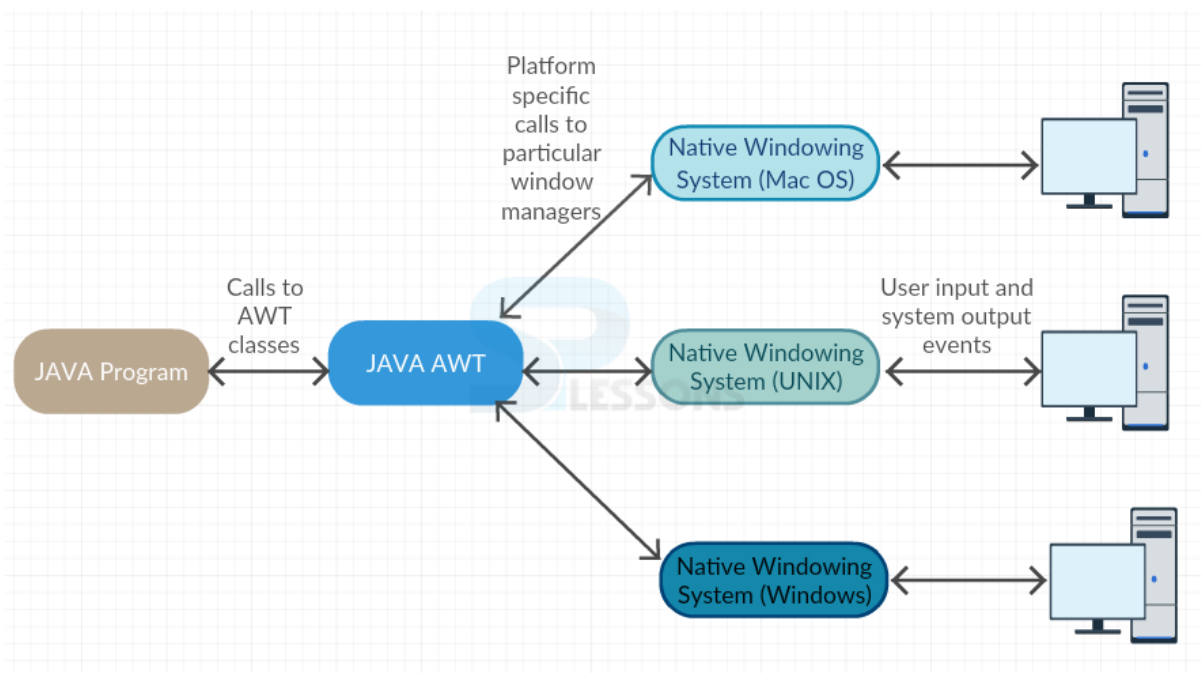 Platform
specific
calls to
particular
window
managers
Native Windowing
System (Mac OS)
Calls to
AWT
classes
User input and
system output
events
JAVA Program
JAVA AWT
Native Windowing
System (UNIX)
LESSONS
Native Windowing
System (Windows)